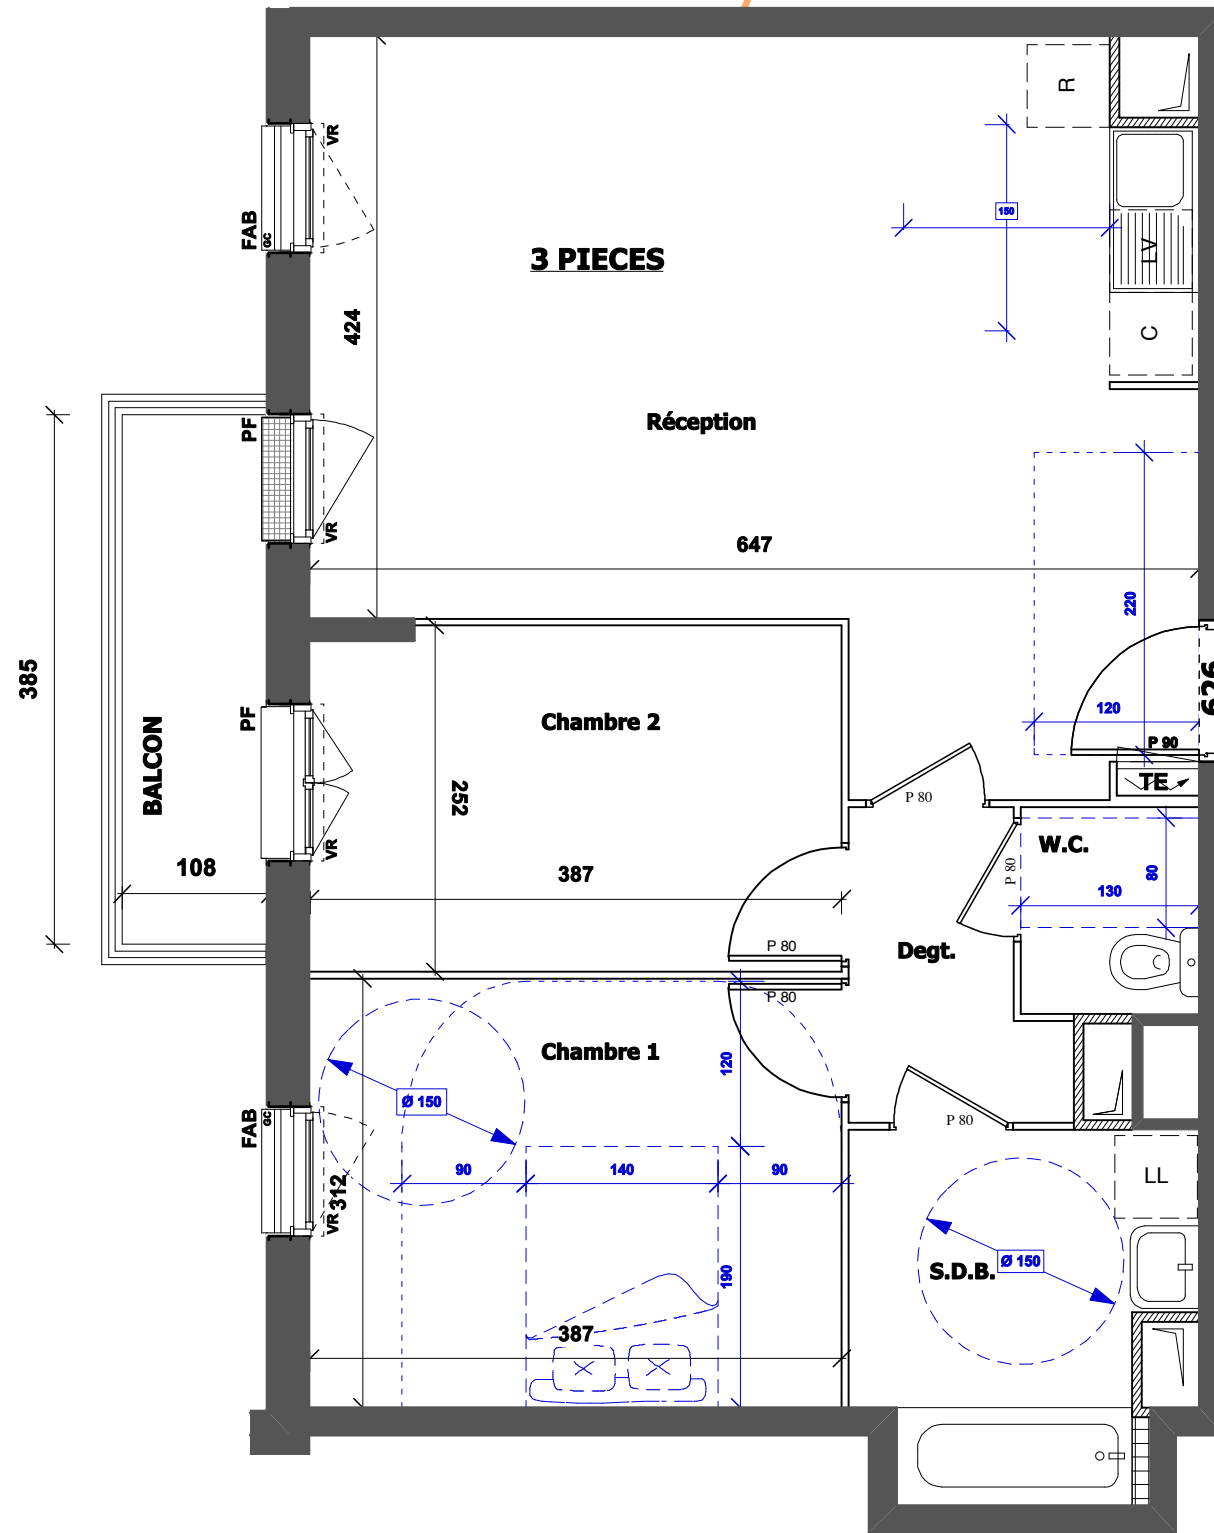 R
VR
FAB
GC
150
LV
3 PIECES
424
C
Réception
PF
VR
647
220
385
626
PF
BALCON
Chambre 2
120
P 90
TE
252
P 80
VR
W.C.
108
387
P 80
80
130
P 80
Degt.
P 80
Chambre 1
120
Ø 150
FAB
GC
P 80
90
140
90
LL
312
VR
S.D.B.
Ø 150
190
387